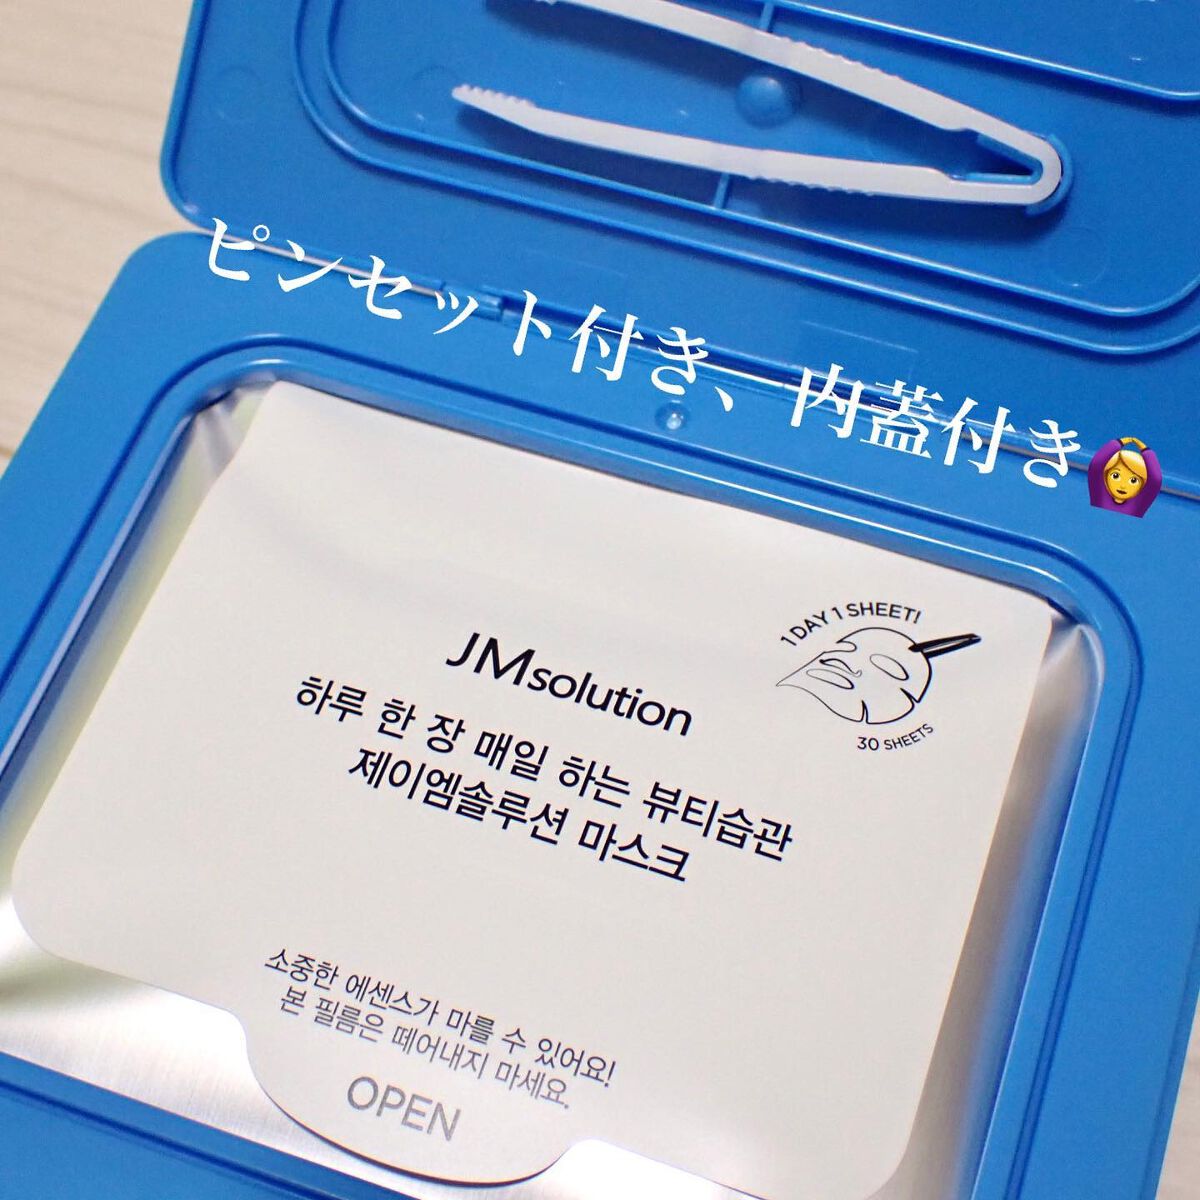 ピンセット付き、内蓋付き🙆‍♀️
1 DAY 1 SHEET!
30 SHEETS
JMsolution
하루 한 장 매일 하는 뷰티습관
제이엠솔루션 마스크
소중한 에센스가 마를 수 있어요!
본 필름은 떼어내지 마세요.
OPEN